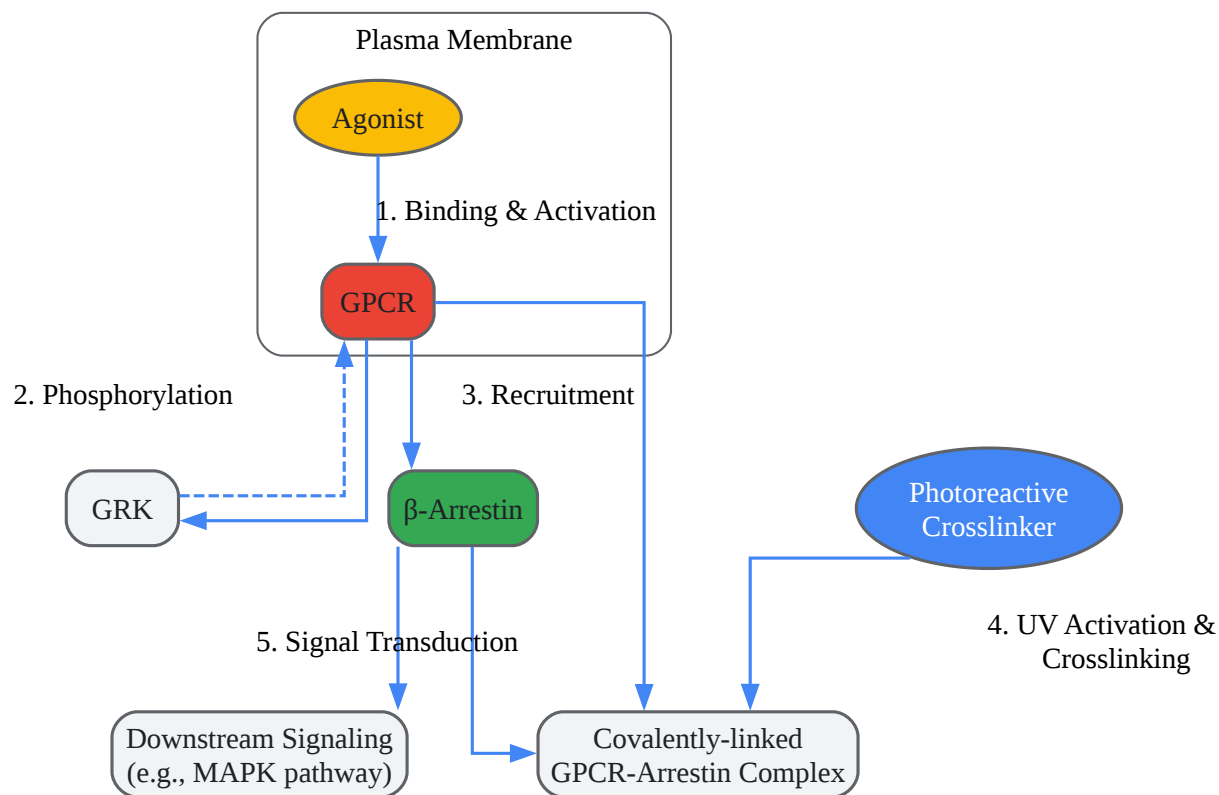 Plasma Membrane
Agonist
1. Binding & Activation
GPCR
2. Phosphorylation
3. Recruitment
GRK
β-Arrestin
Photoreactive
Crosslinker
5. Signal Transduction
4. UV Activation &
Crosslinking
Downstream Signaling
(e.g., MAPK pathway)
Covalently-linked
GPCR-Arrestin Complex